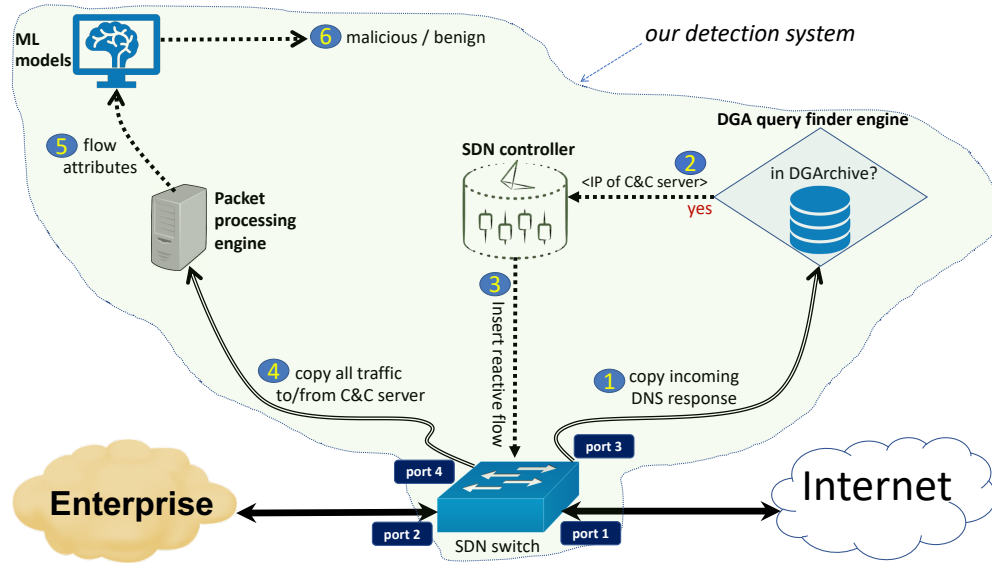 ML
models
6 malicious / benign
our detection system
DGA query finder engine
5 flow
attributes
SDN controller
2
<IP of C&C server>
yes
in DGArchive?
Packet
processing
engine
3
Insert reactive flow
4 copy all traffic
to/from C&C server
1 copy incoming
DNS response
port 3
port 4
Enterprise
Internet
port 2
port 1
SDN switch